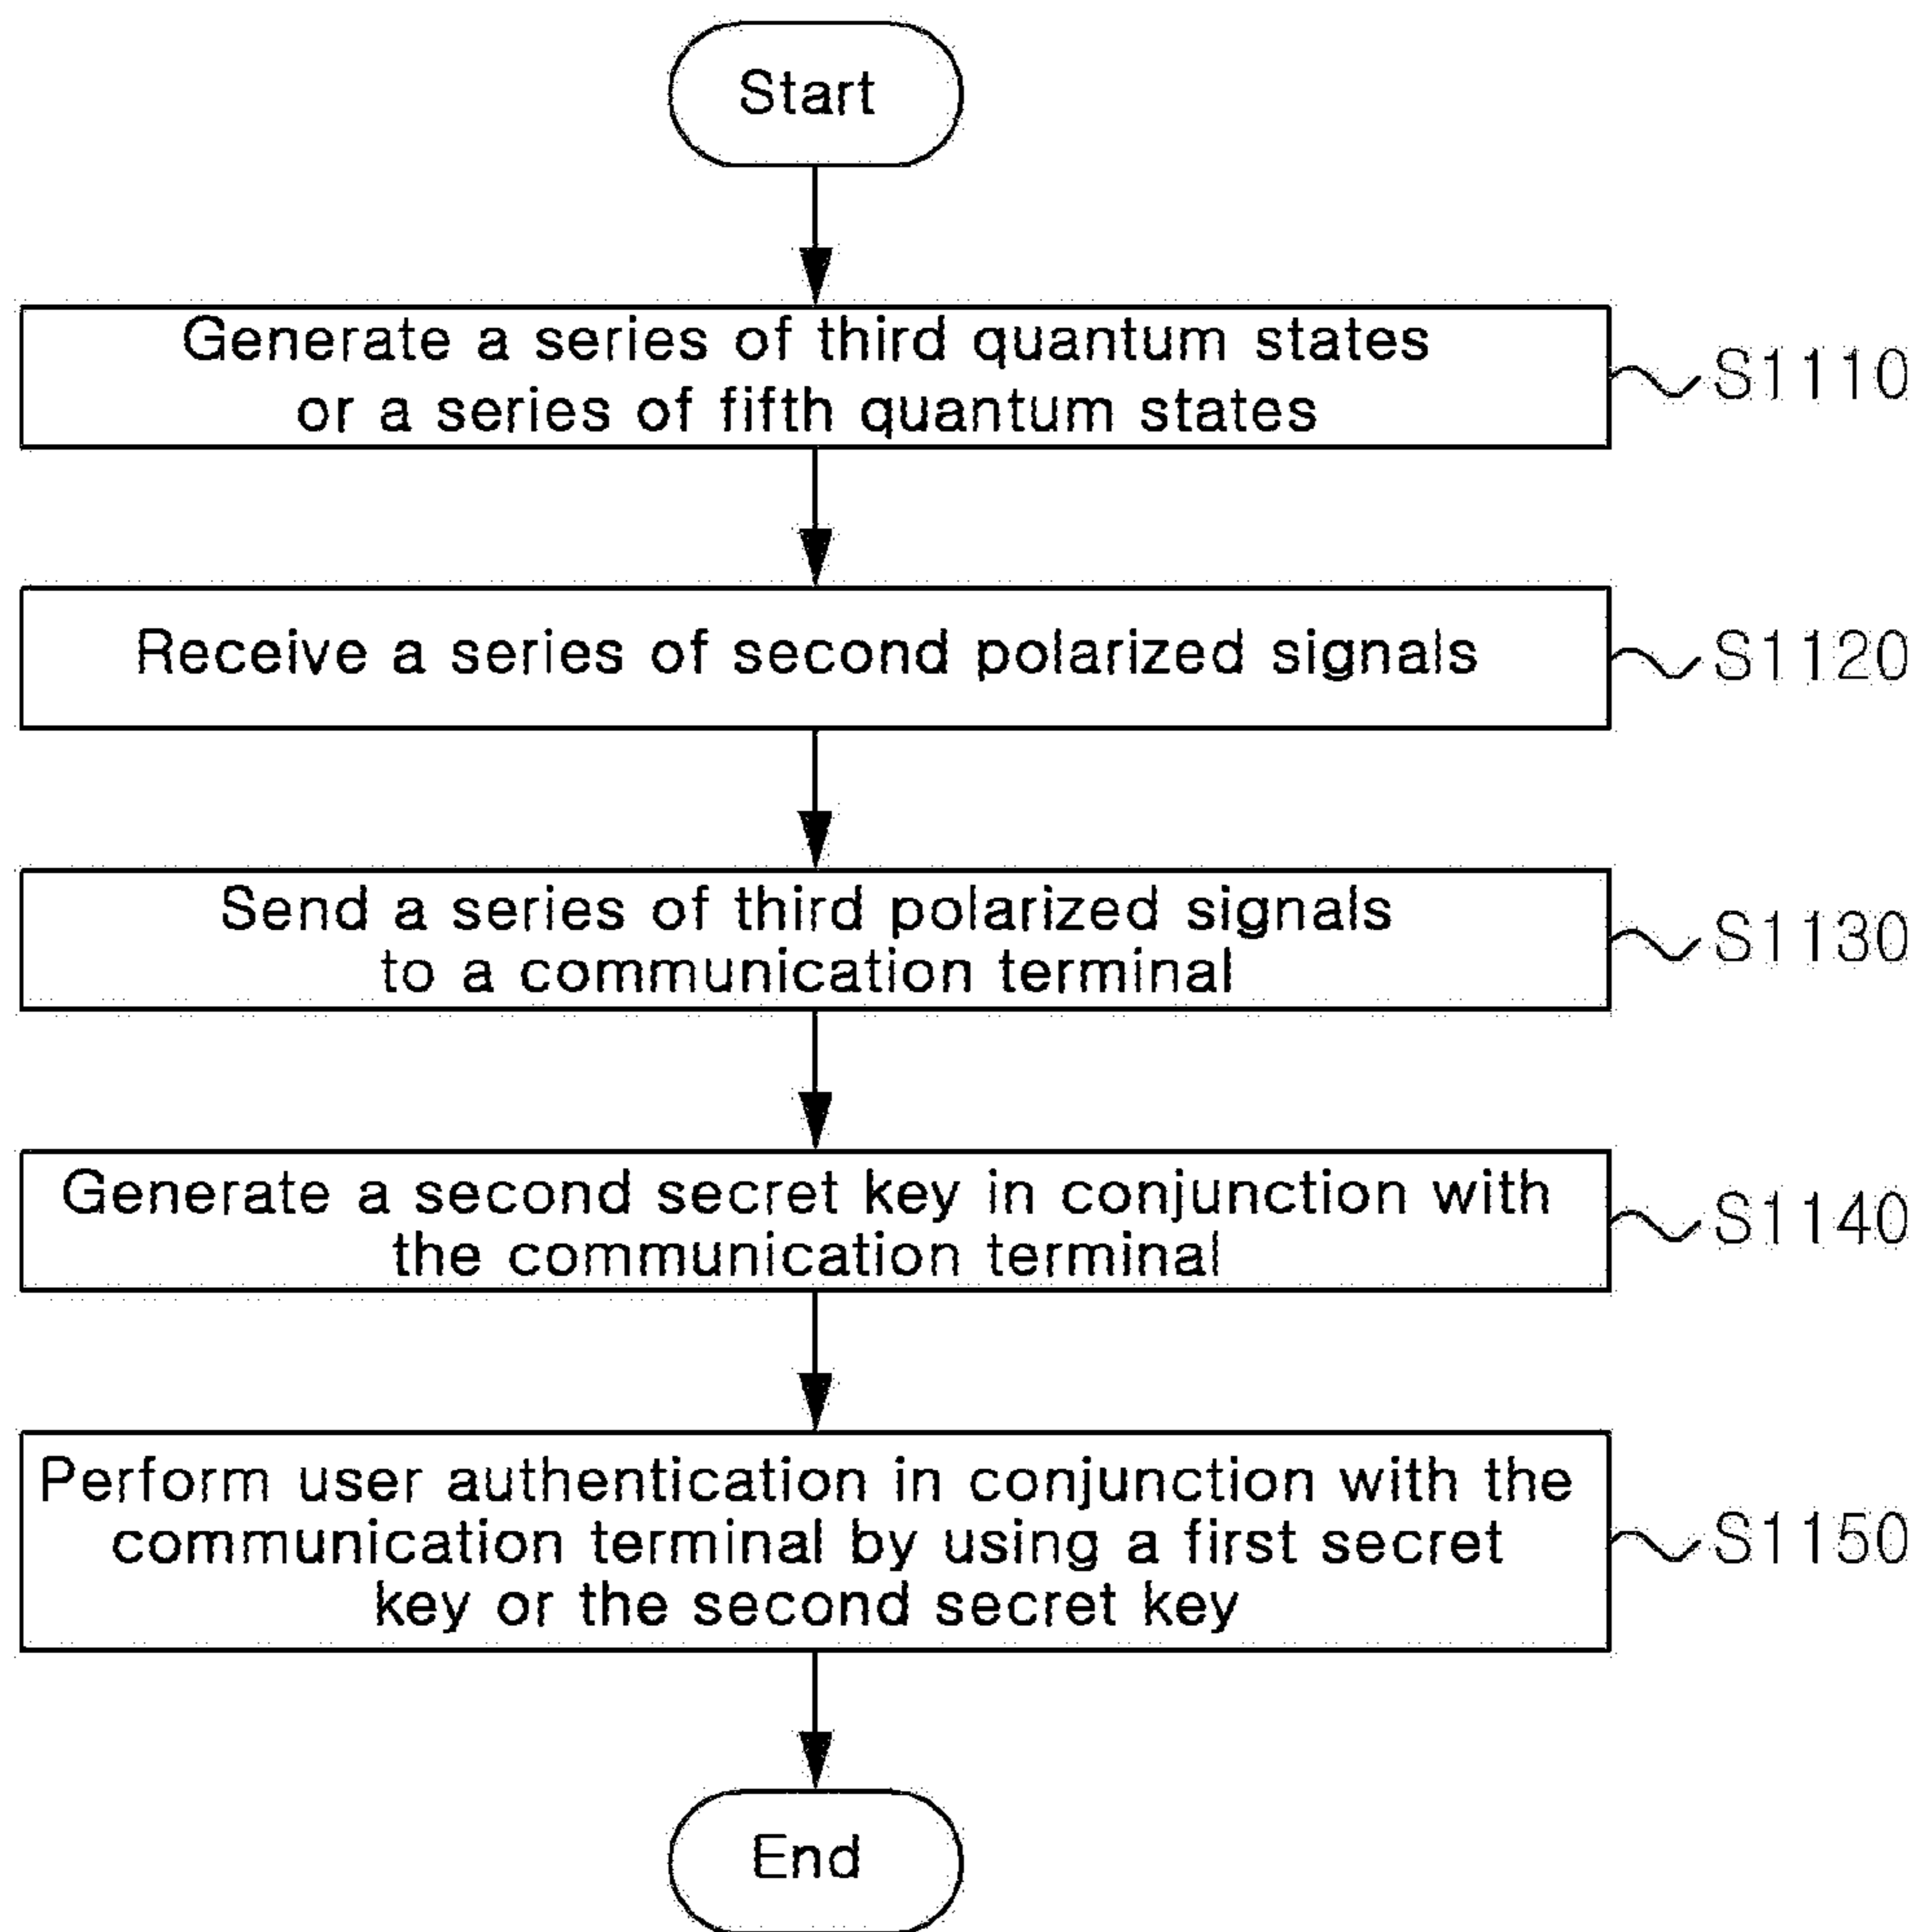 Start
Generate a series of third quantum states
or a series of fifth quantum states
S1110
Receive a series of second polarized signals
S1120
Send a series of third polarized signals
to a communication terminal
S1130
Generate a second secret key in conjunction with
the communication terminal
S1140
Perform user authentication in conjunction with the
communication terminal by using a first secret
key or the second secret key
S1150
End